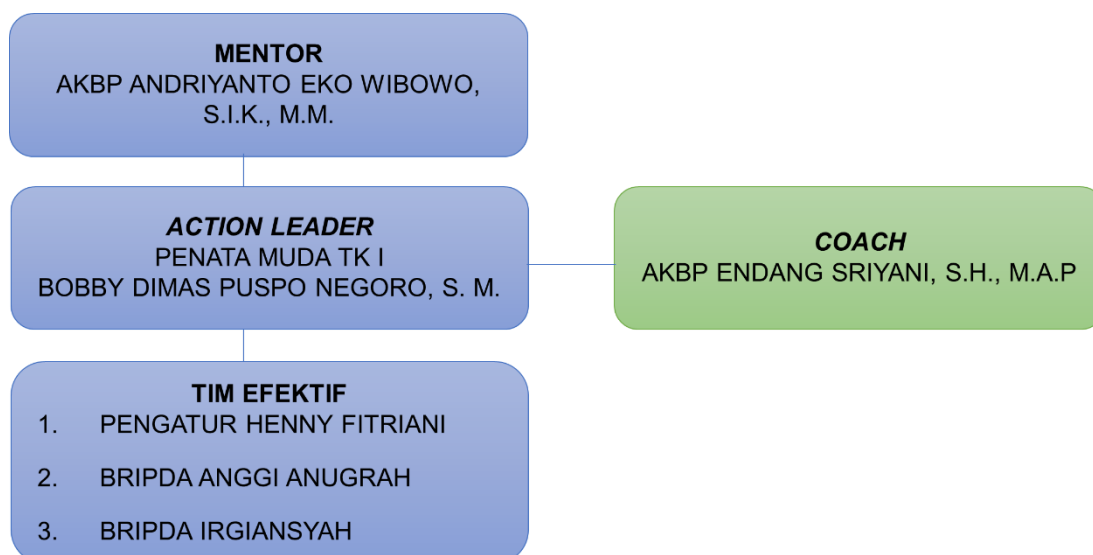 MENTOR
AKBP ANDRIYANTO EKO WIBOWO,
S.I.K., M.M.
ACTION LEADER
PENATA MUDA TK I
BOBBY DIMAS PUSPO NEGORO, S. M.
COACH
AKBP ENDANG SRIYANI, S.H., M.A.P
TIM EFEKTIF
1. PENGATUR HENNY FITRIANI
2. BRIPDA ANGGI ANUGRAH
3. BRIPDA IRGIANSYAH